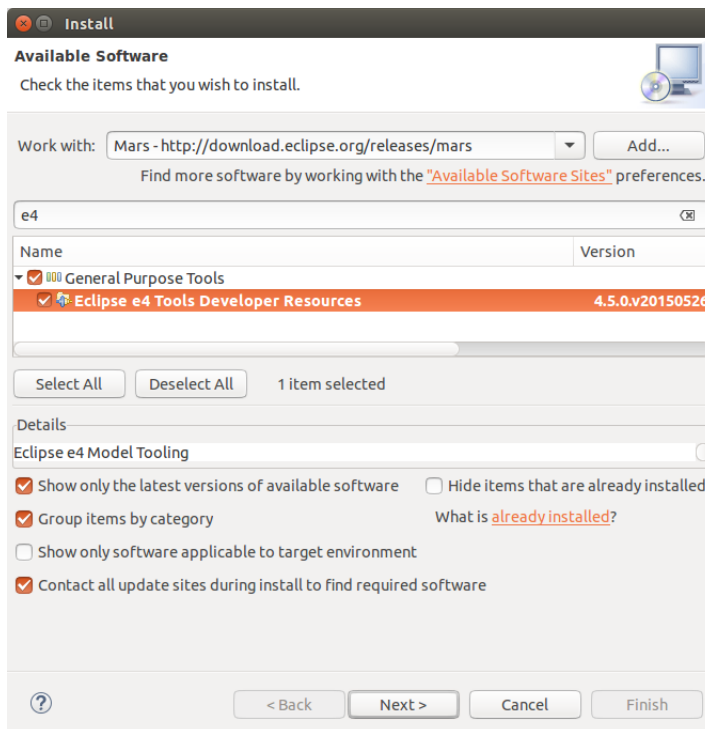 Install
Available Software
Check the items that you wish to install.
Work with: Mars - http://download.eclipse.org/releases/mars Add...
Find more software by working with the "Available Software Sites" preferences.
e4
Name Version
General Purpose Tools
Eclipse e4 Tools Developer Resources 4.5.0.v20150526
Select All Deselect All 1 item selected
Details
Eclipse e4 Model Tooling
Show only the latest versions of available software Hide items that are already installed
Group items by category What is already installed?
Show only software applicable to target environment
Contact all update sites during install to find required software
? < Back Next > Cancel Finish